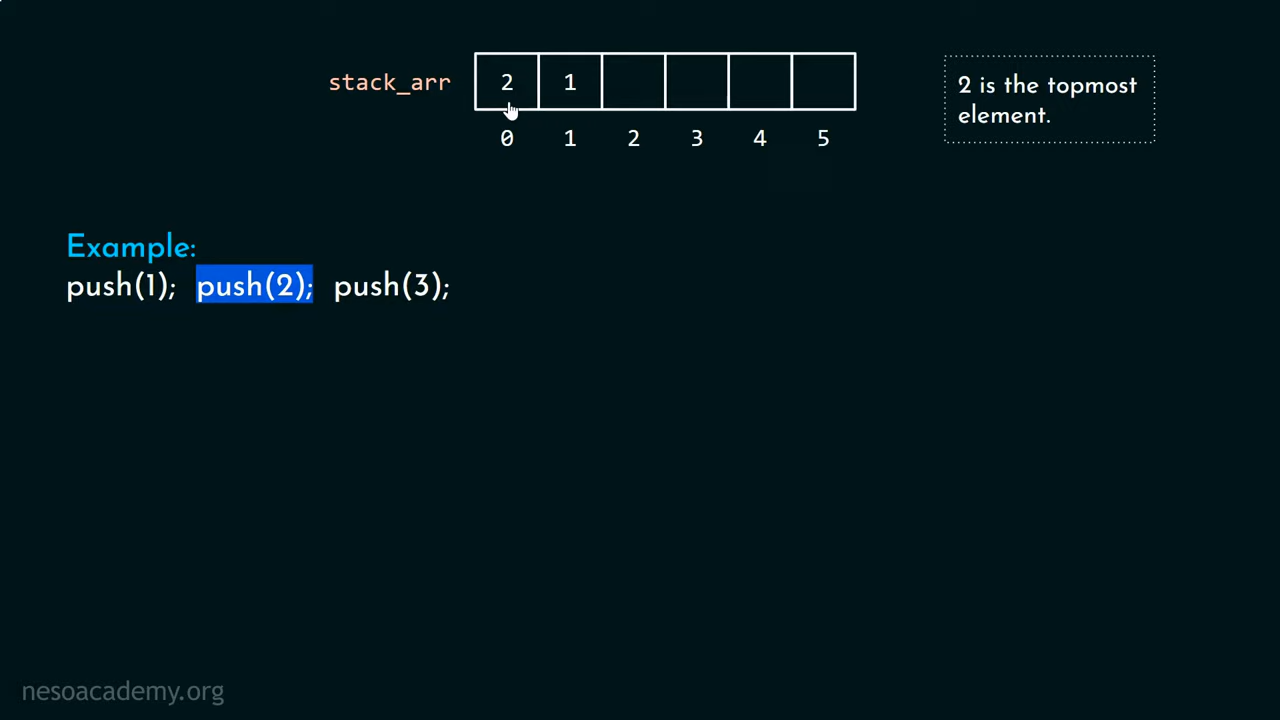 stack_arr 2 1
0 1 2 3 4 5
2 is the topmost
element.
Example:
push(1); push(2); push(3);
nesoacademy.org